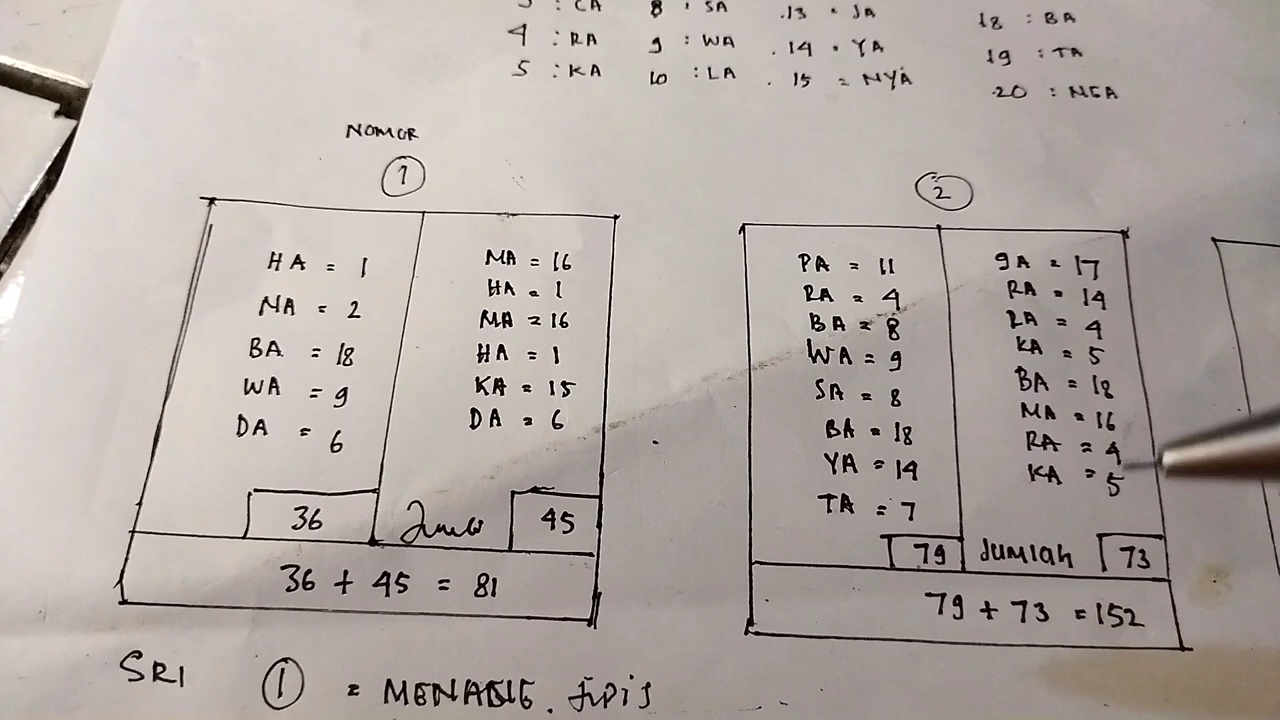 3 : CA 8 : SA .13 = JA 18 : BA
4 : RA 9 : WA . 14 = YA 19 : TA
5 : KA 10 : LA . 15 = NYA 20 : NGA
NOMOR
1
HA = 1
NA = 2
BA = 18
WA = 9
DA = 6
36
MA = 16
HA = 1
MA = 16
HA = 1
KA = 15
DA = 6
45
36 + 45 = 81
2
PA = 11
RA = 4
BA = 8
WA = 9
SA = 8
BA = 18
YA = 14
TA = 7
79
Jumlah
gA = 17
RA = 14
RA = 4
KA = 5
BA = 18
MA = 16
RA = 4
KA = 5
73
79 + 73 = 152
SRI 1 =